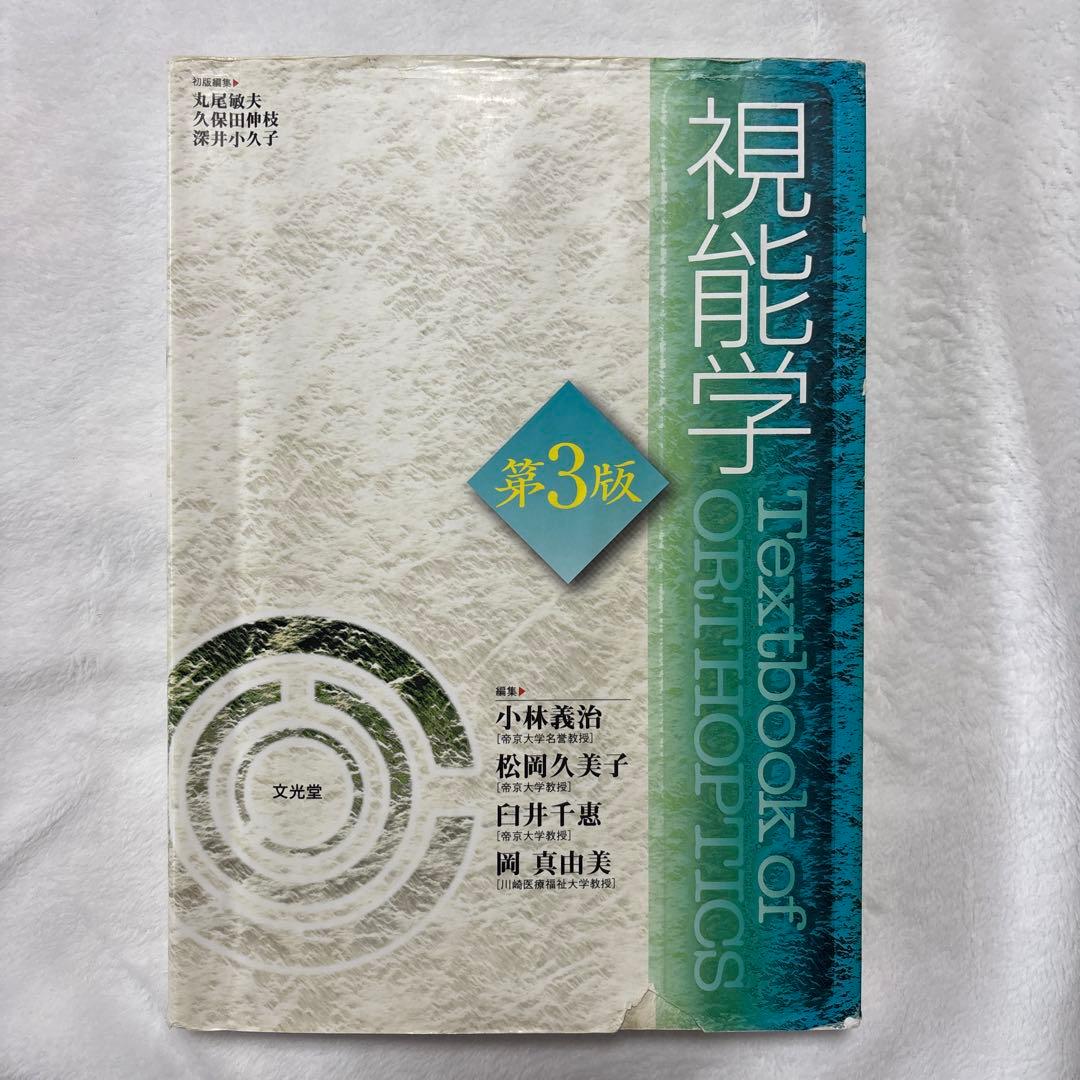 初版編集▶
丸尾敏夫
久保田伸枝
深井小久子
視能学
Textbook of
ORTHOPTICS
第3版
編集▶
小林義治
[帝京大学名誉教授]
松岡久美子
[帝京大学教授]
臼井千惠
[帝京大学教授]
岡 真由美
[川崎医療福祉大学教授]
文光堂